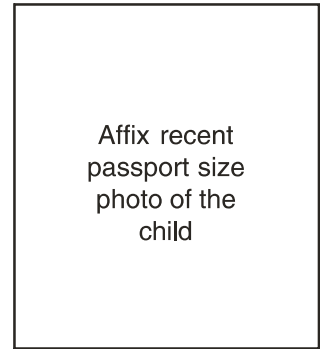 Affix recent
passport size
photo of the
child